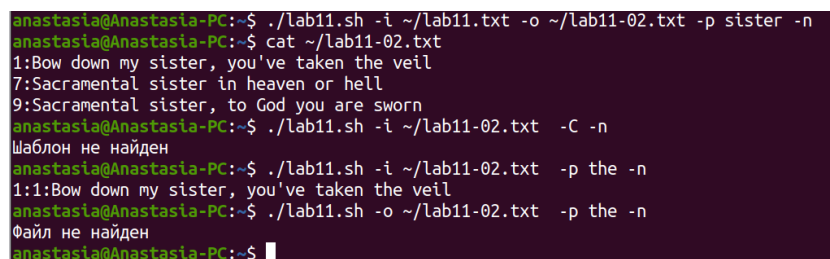 anastasia@Anastasia-PC:~$ ./lab11.sh -i ~/lab11.txt -o ~/lab11-02.txt -p sister -n
anastasia@Anastasia-PC:~$ cat ~/lab11-02.txt
1:Bow down my sister, you've taken the veil
7:Sacramental sister in heaven or hell
9:Sacramental sister, to God you are sworn
anastasia@Anastasia-PC:~$ ./lab11.sh -i ~/lab11-02.txt  -C -n
Шаблон не найден
anastasia@Anastasia-PC:~$ ./lab11.sh -i ~/lab11-02.txt  -p the -n
1:1:Bow down my sister, you've taken the veil
anastasia@Anastasia-PC:~$ ./lab11.sh -o ~/lab11-02.txt  -p the -n
Файл не найден
anastasia@Anastasia-PC:~$